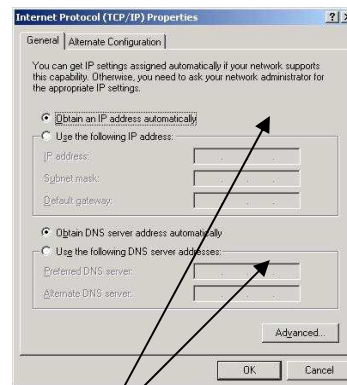 Internet Protocol (TCP/IP) Properties
General
Alternate Configuration
You can get IP settings assigned automatically if your network supports
this capability. Otherwise, you need to ask your network administrator for
the appropriate IP settings.
Obtain an IP address automatically
Use the following IP address:
IP address:
Subnet mask:
Default gateway:
Obtain DNS server address automatically
Use the following DNS server addresses:
Preferred DNS server:
Alternate DNS server:
Advanced...
OK
Cancel